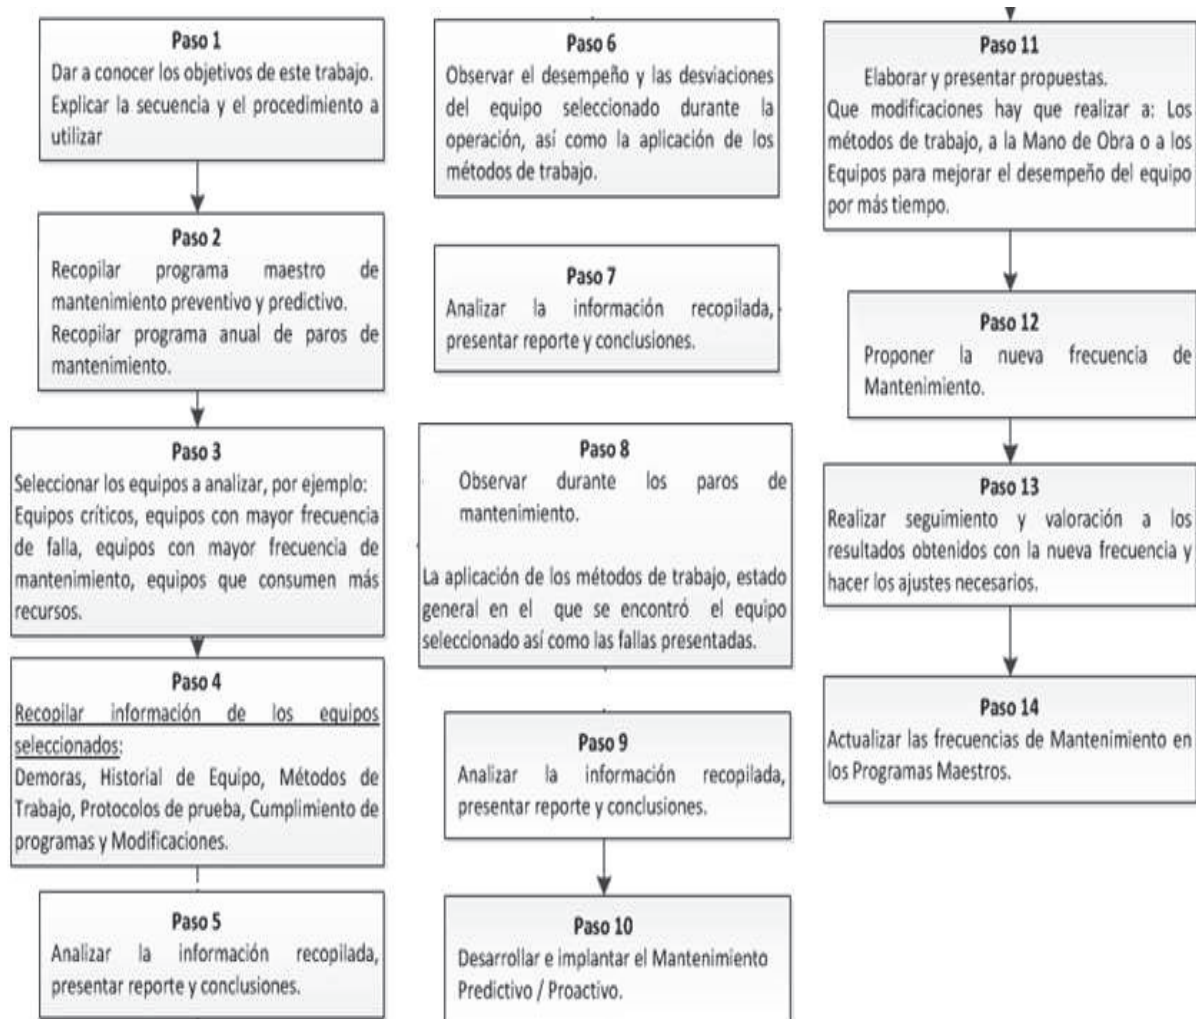 Paso 1
Dar a conocer los objetivos de este trabajo.
Explicar la secuencia y el procedimiento a
utilizar
Paso 2
Recopilar programa maestro de
mantenimiento preventivo y predictivo.
Recopilar programa anual de paros de
mantenimiento.
Paso 3
Seleccionar los equipos a analizar, por ejemplo:
Equipos críticos, equipos con mayor frecuencia
de falla, equipos con mayor frecuencia de
mantenimiento, equipos que consumen más
recursos.
Paso 4
Recopilar información de los equipos
seleccionados:
Demoras, Historial de Equipo, Métodos de
Trabajo, Protocolos de prueba, Cumplimiento de
programas y Modificaciones.
Paso 5
Analizar la información recopilada,
presentar reporte y conclusiones.
Paso 6
Observar el desempeño y las desviaciones
del equipo seleccionado durante la
operación, así como la aplicación de los
métodos de trabajo.
Paso 7
Analizar la información recopilada,
presentar reporte y conclusiones.
Paso 8
Observar durante los paros de
mantenimiento.
La aplicación de los métodos de trabajo, estado
general en el que se encontró el equipo
seleccionado así como las fallas presentadas.
Paso 9
Analizar la información recopilada,
presentar reporte y conclusiones.
Paso 10
Desarrollar e implantar el Mantenimiento
Predictivo / Proactivo.
Paso 11
Elaborar y presentar propuestas.
Que modificaciones hay que realizar a: Los
métodos de trabajo, a la Mano de Obra o a los
Equipos para mejorar el desempeño del equipo
por más tiempo.
Paso 12
Proponer la nueva frecuencia de
Mantenimiento.
Paso 13
Realizar seguimiento y valoración a los
resultados obtenidos con la nueva frecuencia y
hacer los ajustes necesarios.
Paso 14
Actualizar las frecuencias de Mantenimiento en
los Programas Maestros.